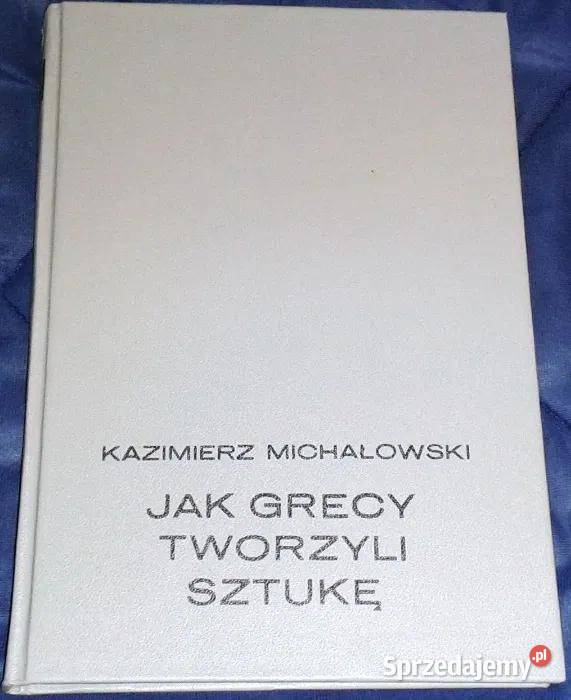 KAZIMIERZ MICHAŁOWSKI
JAK GRECY
TWORZYLI
SZTUKĘ
Sprzedajemy.pl